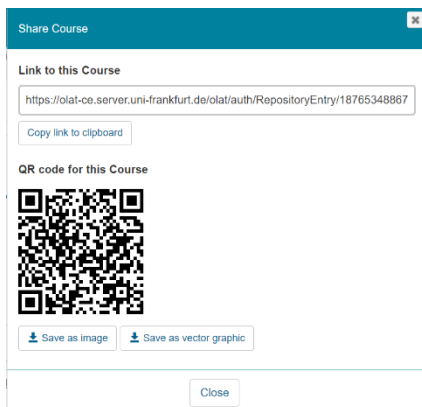 Share Course
Link to this Course
https://olat-ce.server.uni-frankfurt.de/olat/auth/RepositoryEntry/18765348867
Copy link to clipboard
QR code for this Course
Save as image
Save as vector graphic
Close